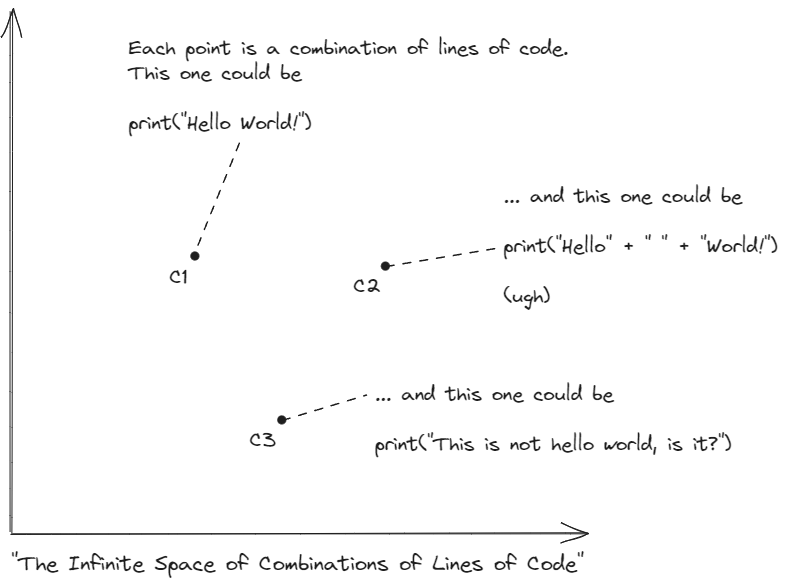 Each point is a combination of lines of code.
This one could be
print("Hello World!")
... and this one could be
print("Hello" + " " + "World!")
(ugh)
C1
C2
... and this one could be
print("This is not hello world, is it?")
C3
"The Infinite Space of Combinations of Lines of Code"